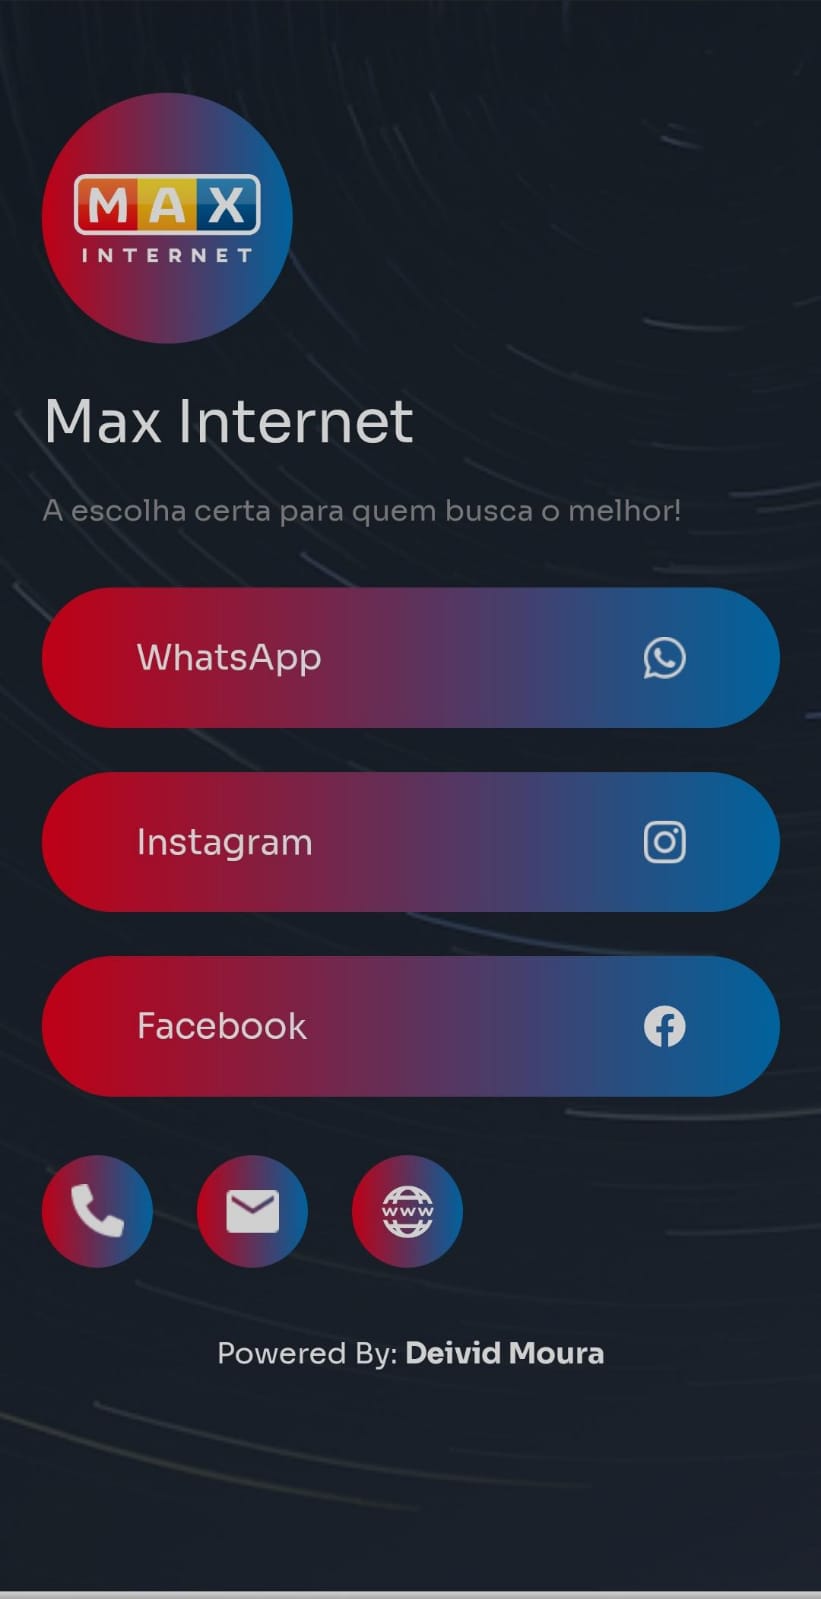 MAX
INTERNET
Max Internet
A escolha certa para quem busca o melhor!
WhatsApp
Instagram
Facebook
www
Powered By: Deivid Moura